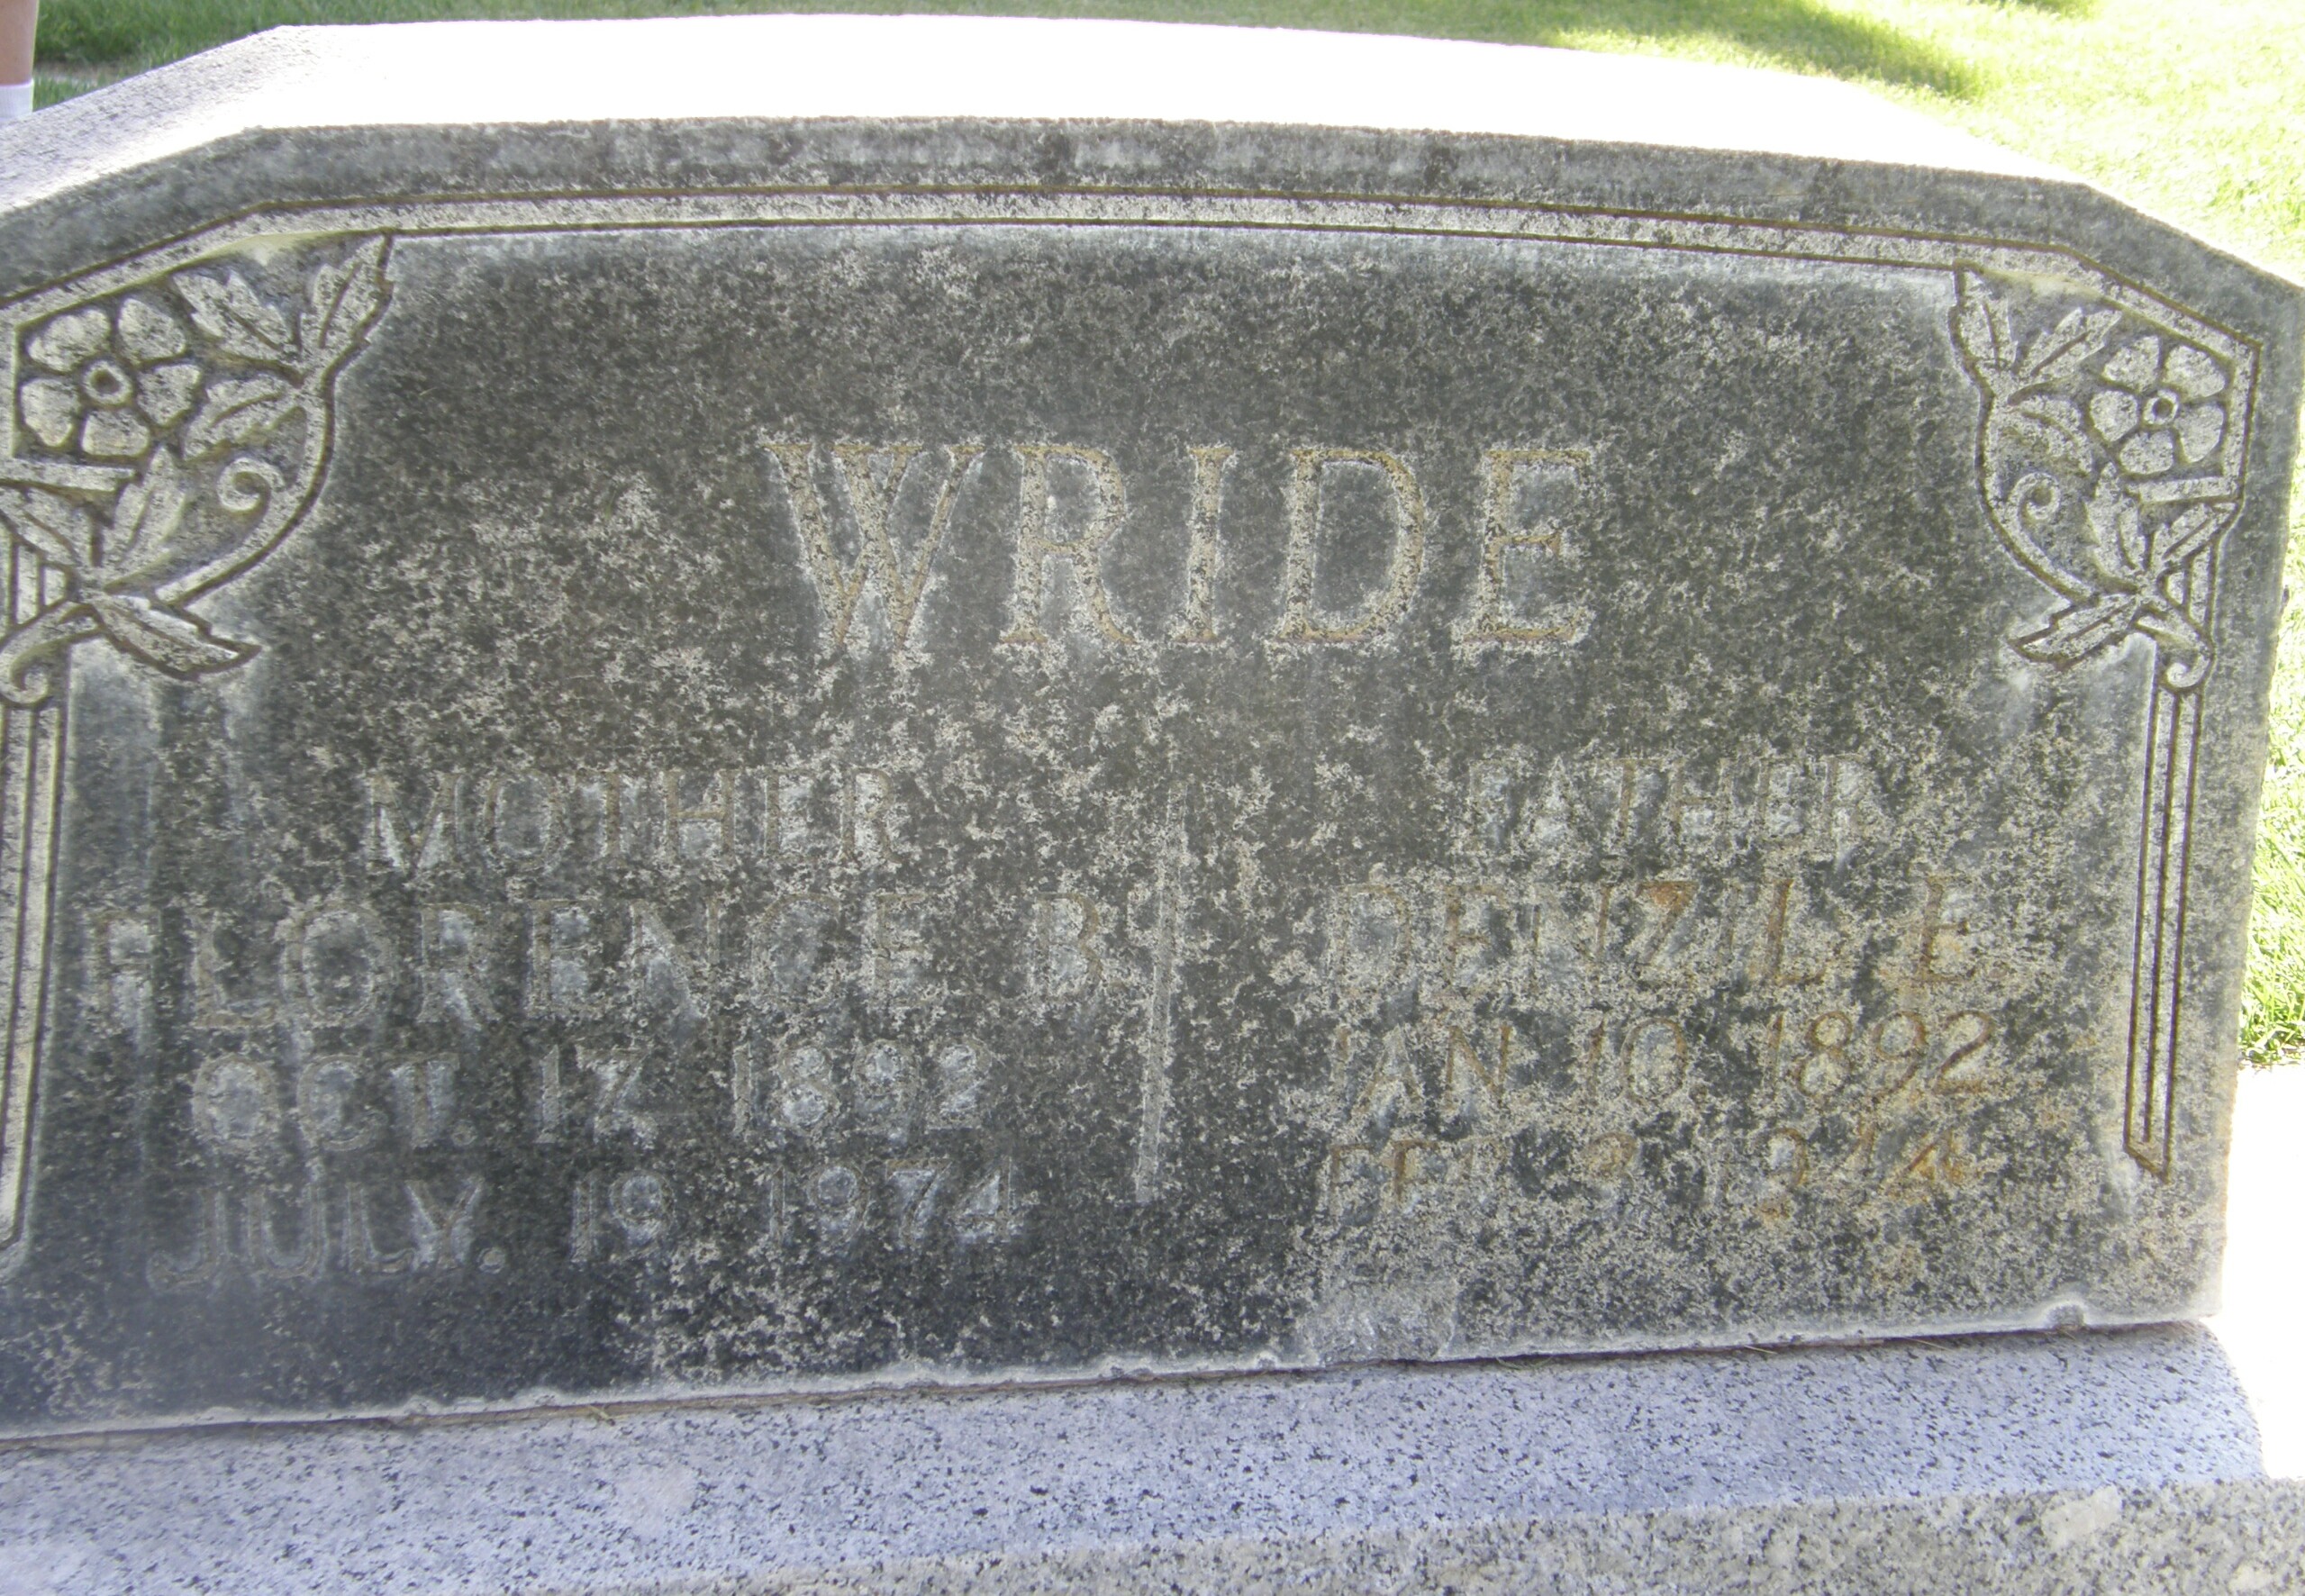 WRIDE
MOTHER
FLORENCE B.
OCT. 17, 1892
JULY. 19 1974
FATHER
DENZIL E.
JAN. 10, 1892